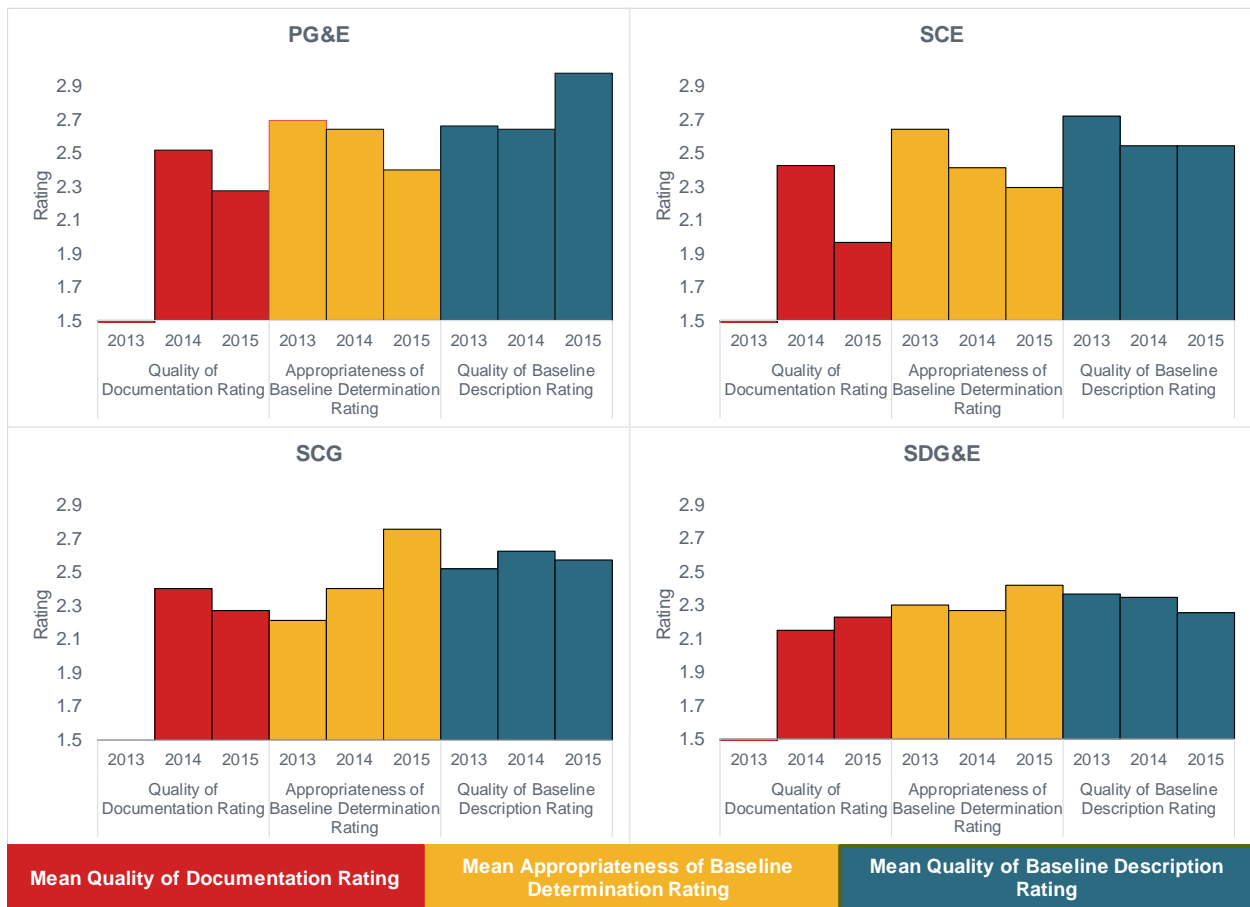 PG&E
2.9
2.7
2.5
2.3
2.1
1.9
1.7
1.5
Rating
2013 2014 2015 2013 2014 2015 2013 2014 2015
Quality of Documentation Rating
Appropriateness of Baseline Determination Rating
Quality of Baseline Description Rating
SCE
2.9
2.7
2.5
2.3
2.1
1.9
1.7
1.5
Rating
2013 2014 2015 2013 2014 2015 2013 2014 2015
Quality of Documentation Rating
Appropriateness of Baseline Determination Rating
Quality of Baseline Description Rating
SCG
2.9
2.7
2.5
2.3
2.1
1.9
1.7
1.5
Rating
2013 2014 2015 2013 2014 2015 2013 2014 2015
Quality of Documentation Rating
Appropriateness of Baseline Determination Rating
Quality of Baseline Description Rating
SDG&E
2.9
2.7
2.5
2.3
2.1
1.9
1.7
1.5
Rating
2013 2014 2015 2013 2014 2015 2013 2014 2015
Quality of Documentation Rating
Appropriateness of Baseline Determination Rating
Quality of Baseline Description Rating
Mean Quality of Documentation Rating
Mean Appropriateness of Baseline
Determination Rating
Mean Quality of Baseline Description
Rating